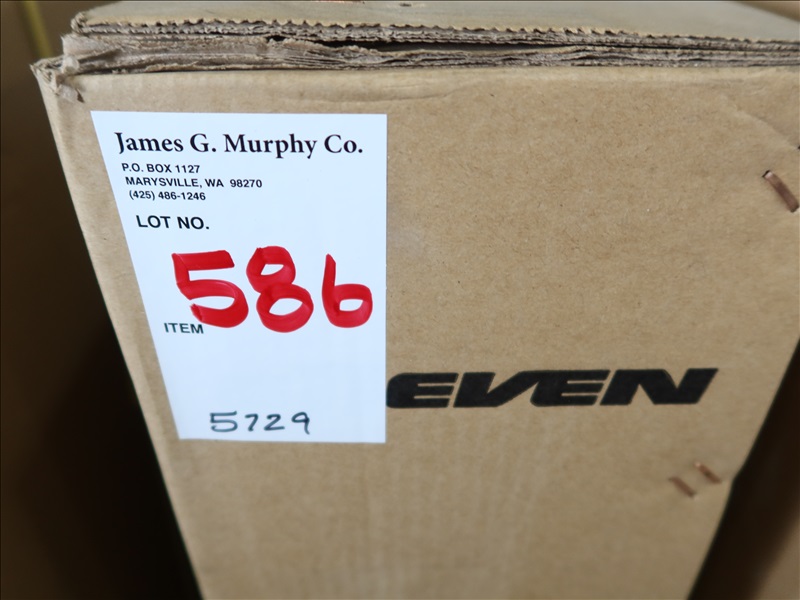 James G. Murphy Co.
P.O. BOX 1127
MARYSVILLE, WA 98270
(425) 486-1246
LOT NO.
586
ITEM
5729
EVEN